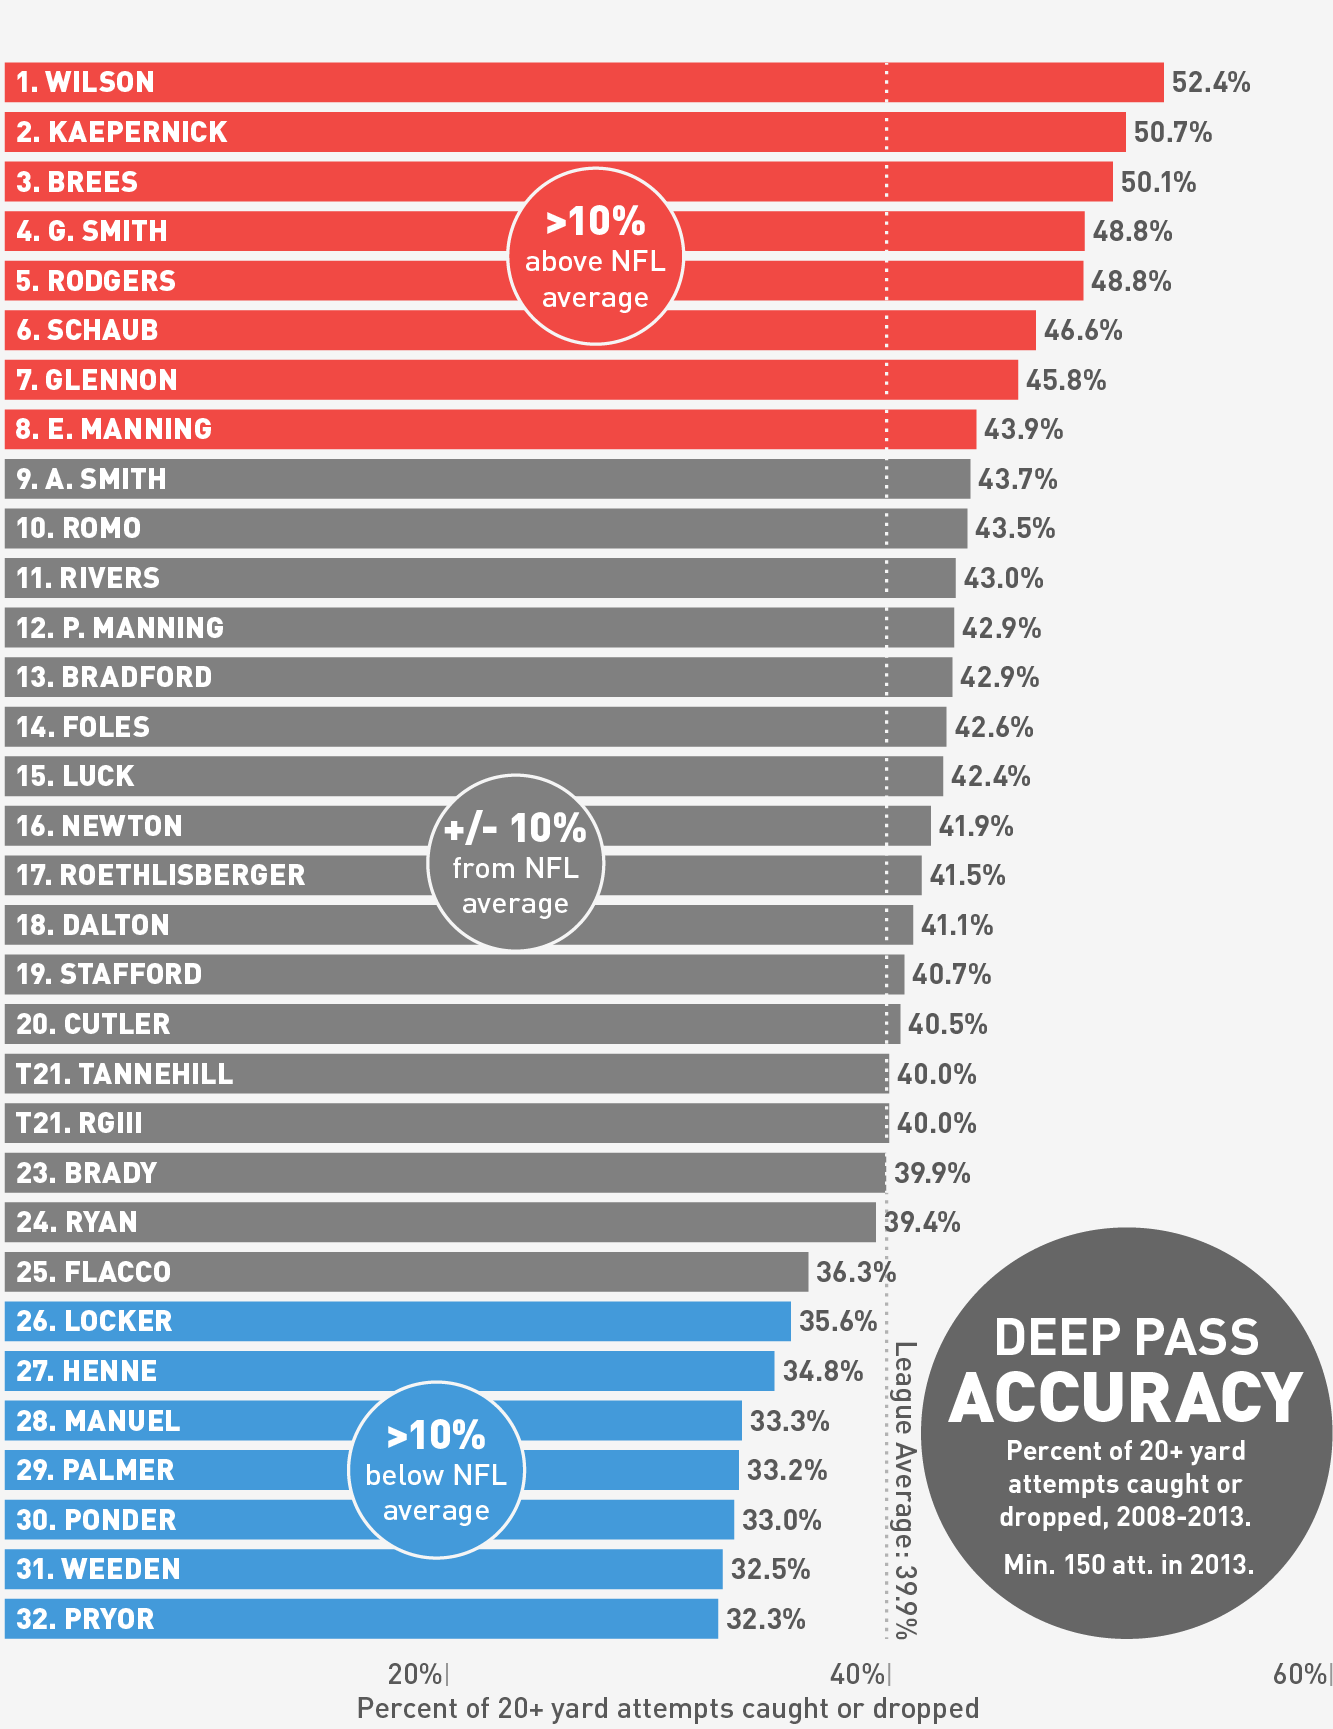 1. WILSON 52.4%
2. KAEPERNICK 50.7%
3. BREES 50.1%
4. G. SMITH 48.8%
5. RODGERS 48.8%
6. SCHAUB 46.6%
7. GLENNON 45.8%
8. E. MANNING 43.9%
>10%
above NFL
average
9. A. SMITH 43.7%
10. ROMO 43.5%
11. RIVERS 43.0%
12. P. MANNING 42.9%
13. BRADFORD 42.9%
14. FOLES 42.6%
15. LUCK 42.4%
16. NEWTON 41.9%
17. ROETHLISBERGER 41.5%
18. DALTON 41.1%
19. STAFFORD 40.7%
20. CUTLER 40.5%
T21. TANNEHILL 40.0%
T21. RGIII 40.0%
23. BRADY 39.9%
24. RYAN 39.4%
25. FLACCO 36.3%
+/- 10%
from NFL
average
26. LOCKER 35.6%
27. HENNE 34.8%
28. MANUEL 33.3%
29. PALMER 33.2%
30. PONDER 33.0%
31. WEEDEN 32.5%
32. PRYOR 32.3%
>10%
below NFL
average
League Average: 39.9%
DEEP PASS
ACCURACY
Percent of 20+ yard
attempts caught or
dropped, 2008-2013.
Min. 150 att. in 2013.
20% 40% 60%
Percent of 20+ yard attempts caught or dropped